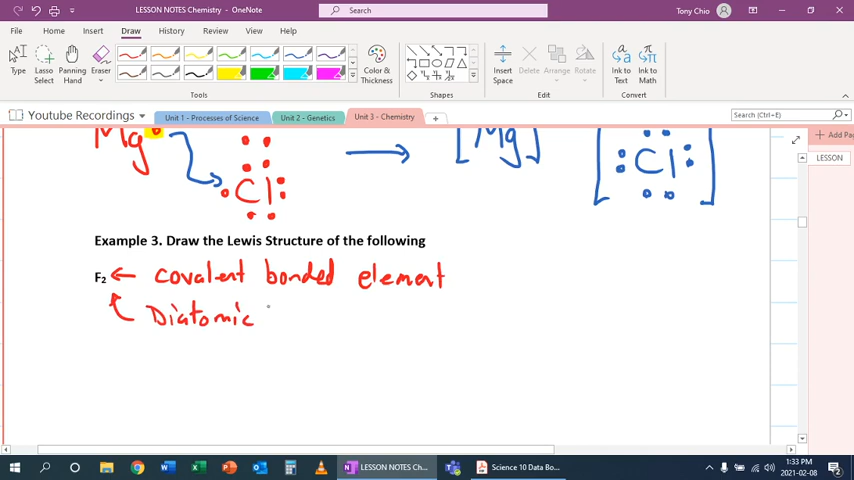 LESSON NOTES Chemistry - OneNote
Search
Tony Chio
File Home Insert Draw History Review View Help
Type
Lasso Select
Panning Hand
Eraser
Color & Thickness
Shapes
Insert Space
Delete
Arrange
Rotate
Ink to Text
Ink to Math
Tools
Shapes
Edit
Convert
Youtube Recordings
Unit 1 - Processes of Science
Unit 2 - Genetics
Unit 3 - Chemistry
+
Search (Ctrl+E)
Add Pag
LESSON
Mg
Cl
[Mg]
[Cl]
Example 3. Draw the Lewis Structure of the following
F₂ ← covalent bonded element
Diatomic
LESSON NOTES Ch...
Science 10 Data Bo...
1:33 PM
2021-02-08
2